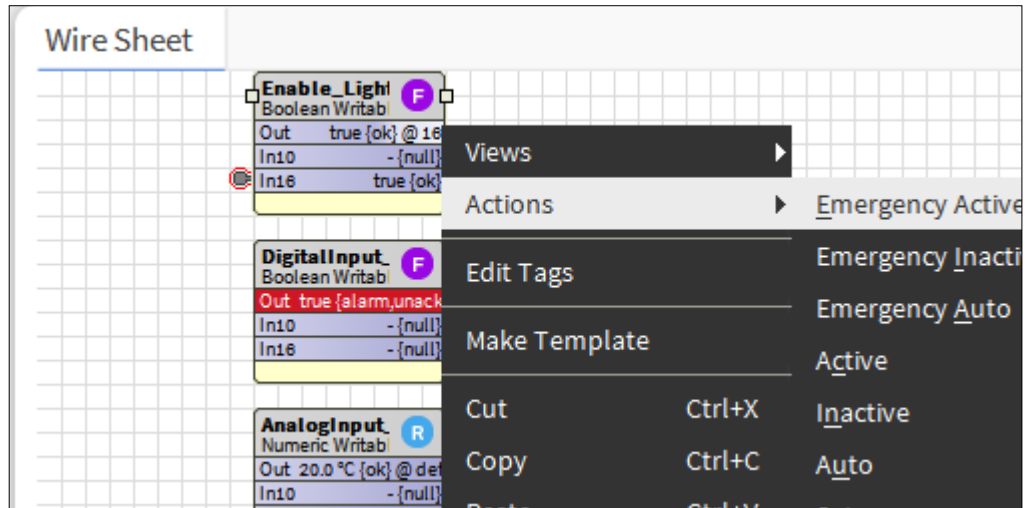 Wire Sheet
Enable_Light
Boolean Writabl
F
Out true {ok} @ 16
In10 - {null}
In16 true {ok}
DigitalInput_
Boolean Writabl
F
Out true {alarm,unack
In10 - {null}
In16 - {null}
AnalogInput_
Numeric Writabl
R
Out 20.0 °C {ok} @ def
In10 - {null}
Views
Actions
Edit Tags
Make Template
Cut Ctrl+X
Copy Ctrl+C
Emergency Active
Emergency Inacti
Emergency Auto
Active
Inactive
Auto